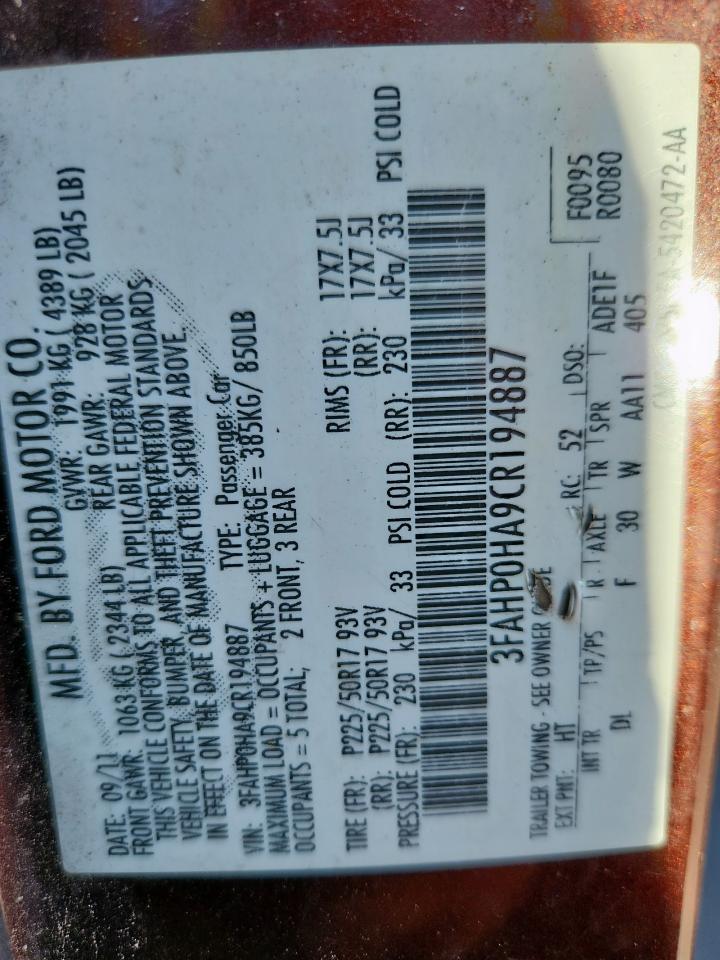 MFD. BY FORD MOTOR CO.
DATE: 09/11 GVWR: 1991 KG ( 4389 LB)
FRONT GAWR: 1063 KG ( 2344 LB) REAR GAWR: 928 KG ( 2045 LB)
THIS VEHICLE CONFORMS TO ALL APPLICABLE FEDERAL MOTOR
VEHICLE SAFETY, BUMPER, AND THEFT PREVENTION STANDARDS
IN EFFECT ON THE DATE OF MANUFACTURE SHOWN ABOVE.
VIN: 3FAHP0HA9CR194887 TYPE: Passenger Car
MAXIMUM LOAD = OCCUPANTS + LUGGAGE = 385KG/ 850LB
OCCUPANTS = 5 TOTAL; 2 FRONT, 3 REAR
TIRE (FR): P225/50R17 93V RIMS (FR): 17X7.5J
(RR): P225/50R17 93V (RR): 17X7.5J
PRESSURE (FR): 230 kPa/ 33 PSI COLD (RR): 230 kPa/ 33 PSI COLD
3FAHP0HA9CR194887
F0095
R0080
TRAILER TOWING - SEE OWNER
EXT PNT: HT RC: 52 DSO:
INT TR TP/PS R AXLE TR SPR ADE1F
DL F 30 W AA11 405
5420472-AA